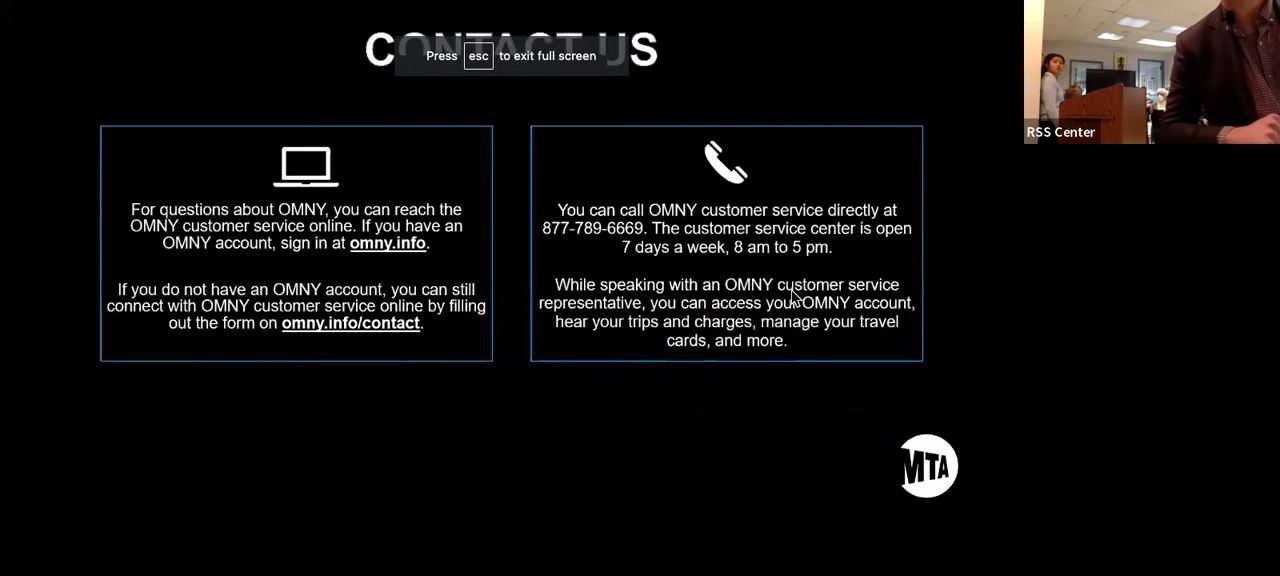 CONTACT US
Press esc to exit full screen
RSS Center
For questions about OMNY, you can reach the
OMNY customer service online. If you have an
OMNY account, sign in at omny.info.
If you do not have an OMNY account, you can still
connect with OMNY customer service online by filling
out the form on omny.info/contact.
You can call OMNY customer service directly at
877-789-6669. The customer service center is open
7 days a week, 8 am to 5 pm.
While speaking with an OMNY customer service
representative, you can access your OMNY account,
hear your trips and charges, manage your travel
cards, and more.
MTA